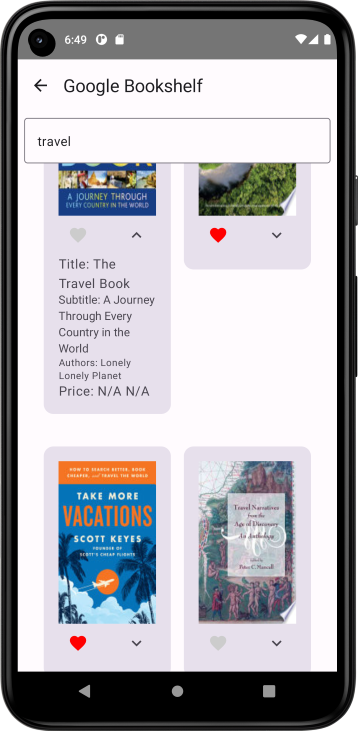 6:49
Google Bookshelf
travel
BOOK
A JOURNEY THROUGH
EVERY COUNTRY IN THE WORLD
Title: The
Travel Book
Subtitle: A Journey
Through Every
Country in the
World
Authors: Lonely
Lonely Planet
Price: N/A N/A
HOW TO SEARCH BETTER, BOOK
CHEAPER, and TRAVEL THE WORLD
TAKE MORE
VACATIONS
SCOTT KEYES
FOUNDER OF
SCOTT'S CHEAP FLIGHTS
Travel Narratives
from the
Age of Discovery
An Anthology
edited by
Peter C. Mancall